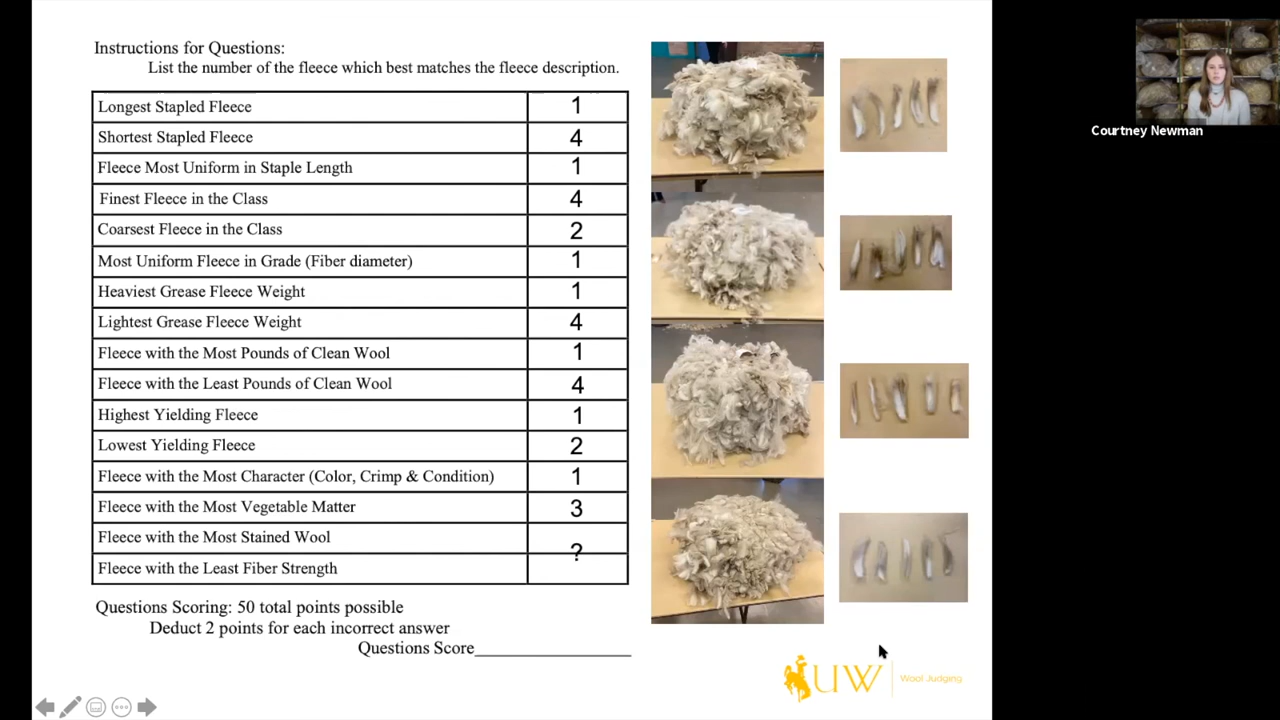 Instructions for Questions:
List the number of the fleece which best matches the fleece description.
Longest Stapled Fleece 1
Shortest Stapled Fleece 4
Fleece Most Uniform in Staple Length 1
Finest Fleece in the Class 4
Coarsest Fleece in the Class 2
Most Uniform Fleece in Grade (Fiber diameter) 1
Heaviest Grease Fleece Weight 1
Lightest Grease Fleece Weight 4
Fleece with the Most Pounds of Clean Wool 1
Fleece with the Least Pounds of Clean Wool 4
Highest Yielding Fleece 1
Lowest Yielding Fleece 2
Fleece with the Most Character (Color, Crimp & Condition) 1
Fleece with the Most Vegetable Matter 3
Fleece with the Most Stained Wool
?
Fleece with the Least Fiber Strength
Questions Scoring: 50 total points possible
Deduct 2 points for each incorrect answer
Questions Score
Courtney Newman
UW Wool Judging